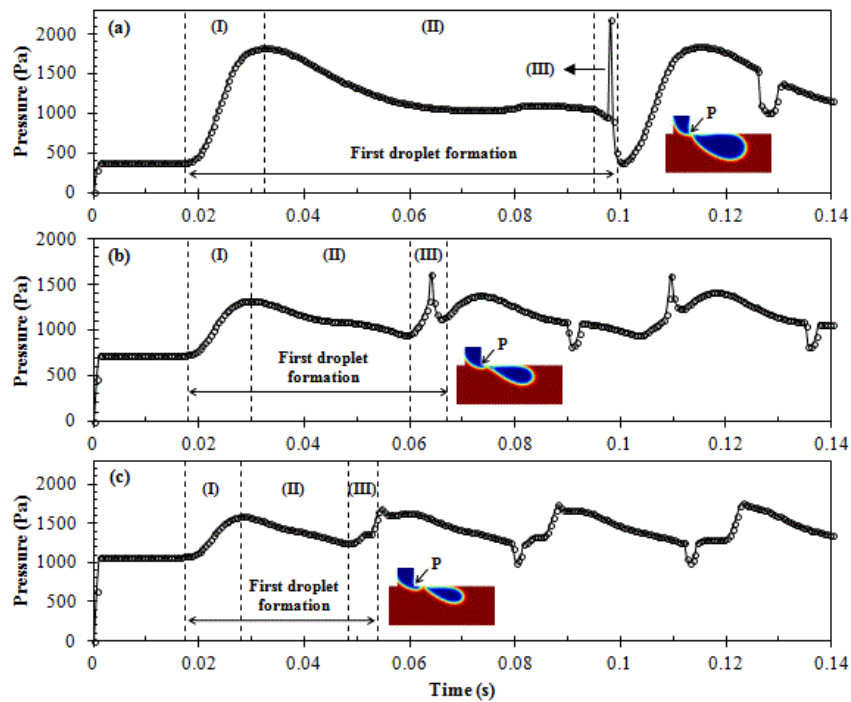 (a)
(I)
(II)
(III)
First droplet formation
P
Pressure (Pa)
2000
1500
1000
500
0
0 0.02 0.04 0.06 0.08 0.1 0.12 0.14
(b)
(I)
(II)
(III)
First droplet
formation
P
Pressure (Pa)
2000
1500
1000
500
0
0 0.02 0.04 0.06 0.08 0.1 0.12 0.14
(c)
(I)
(II)
(III)
First droplet
formation
P
Pressure (Pa)
2000
1500
1000
500
0
0 0.02 0.04 0.06 0.08 0.1 0.12 0.14
Time (s)